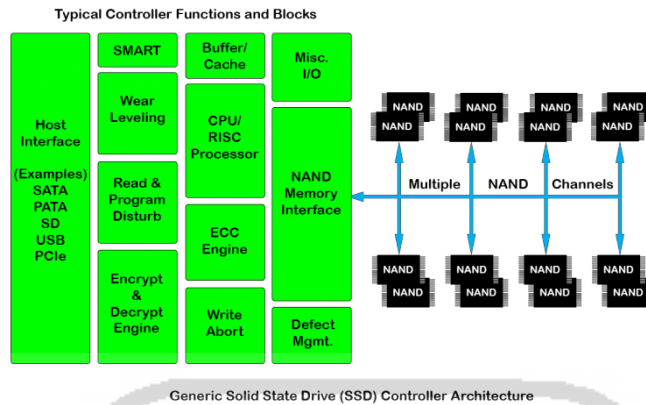 Typical Controller Functions and Blocks
Host
Interface
(Examples)
SATA
PATA
SD
USB
PCIe
SMART
Wear
Leveling
Read &
Program
Disturb
Encrypt &
Decrypt
Engine
Buffer/
Cache
CPU/
RISC
Processor
ECC
Engine
Write
Abort
Misc.
I/O
NAND
Memory
Interface
Defect
Mgmt.
NAND
NAND
NAND
NAND
NAND
NAND
NAND
NAND
Multiple NAND Channels
NAND
NAND
NAND
NAND
NAND
NAND
NAND
NAND
Generic Solid State Drive (SSD) Controller Architecture